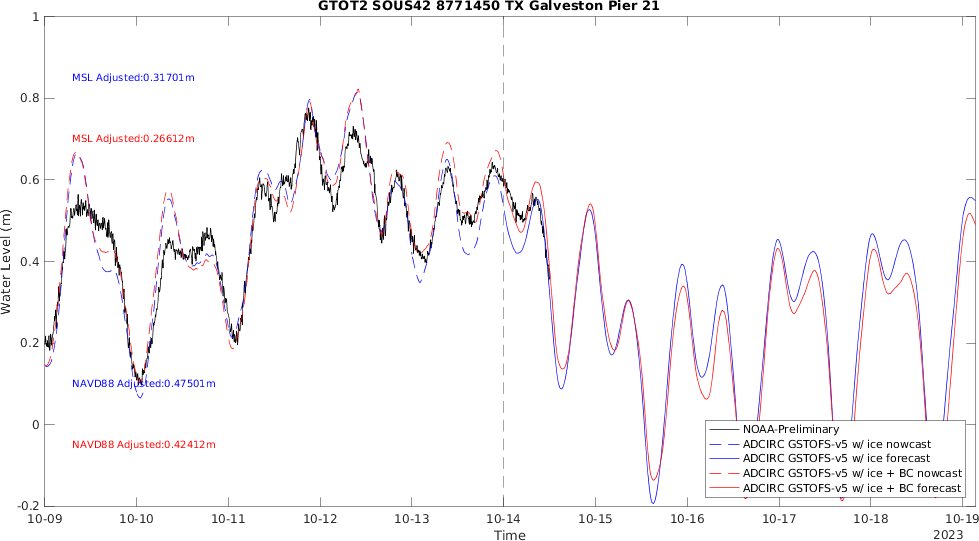 GTOT2 SOUS42 8771450 TX Galveston Pier 21
1
0.8
0.6
0.4
0.2
0
-0.2
Water Level (m)
MSL Adjusted:0.31701m
MSL Adjusted:0.26612m
NAVD88 Adjusted:0.47501m
NAVD88 Adjusted:0.42412m
NOAA-Preliminary
ADCIRC GSTOFS-v5 w/ ice nowcast
ADCIRC GSTOFS-v5 w/ ice forecast
ADCIRC GSTOFS-v5 w/ ice + BC nowcast
ADCIRC GSTOFS-v5 w/ ice + BC forecast
10-09 10-10 10-11 10-12 10-13 10-14 10-15 10-16 10-17 10-18 10-19
Time
2023